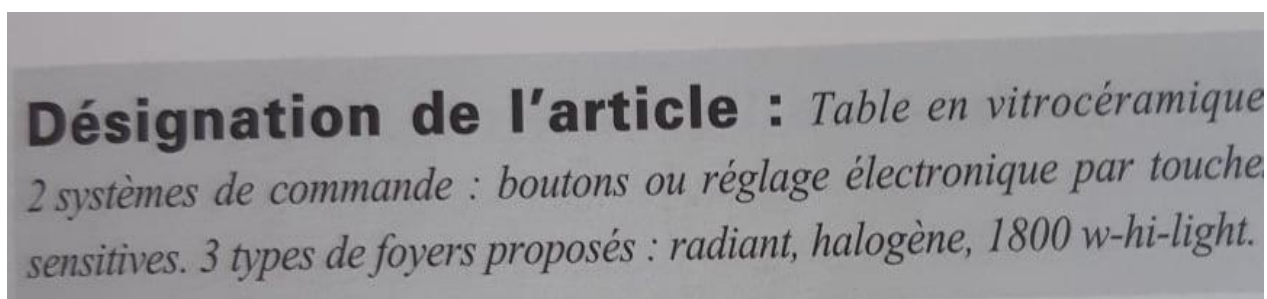 Désignation de l'article : Table en vitrocéramique
2 systèmes de commande : boutons ou réglage électronique par touches
sensitives. 3 types de foyers proposés : radiant, halogène, 1800 w-hi-light.